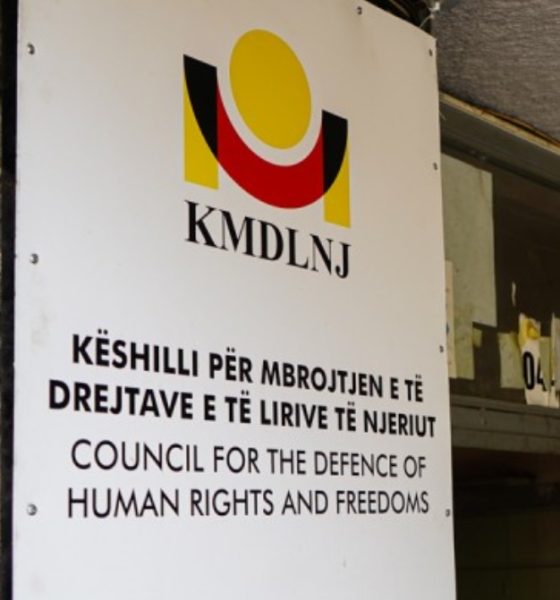 KMDLNJ
KËSHILLI PËR MBROJTJEN E TË
DREJTAVE E TË LIRIVE TË NJERIUT
COUNCIL FOR THE DEFENCE OF
HUMAN RIGHTS AND FREEDOMS
04